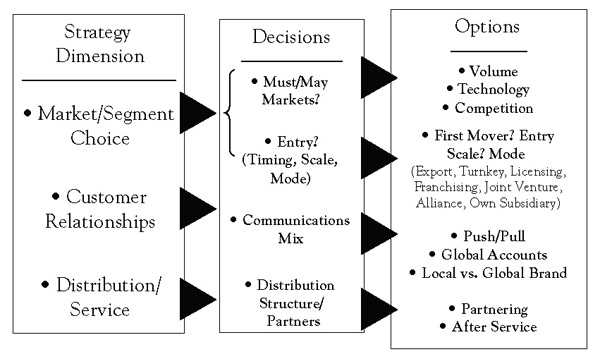 Strategy
Dimension
• Market/Segment
Choice
• Customer
Relationships
• Distribution/
Service
Decisions
• Must/May
Markets?
• Entry?
(Timing, Scale,
Mode)
• Communications
Mix
• Distribution
Structure/
Partners
Options
• Volume
• Technology
• Competition
• First Mover? Entry
Scale? Mode
(Export, Turnkey, Licensing,
Franchising, Joint Venture,
Alliance, Own Subsidiary)
• Push/Pull
• Global Accounts
• Local vs. Global Brand
• Partnering
• After Service